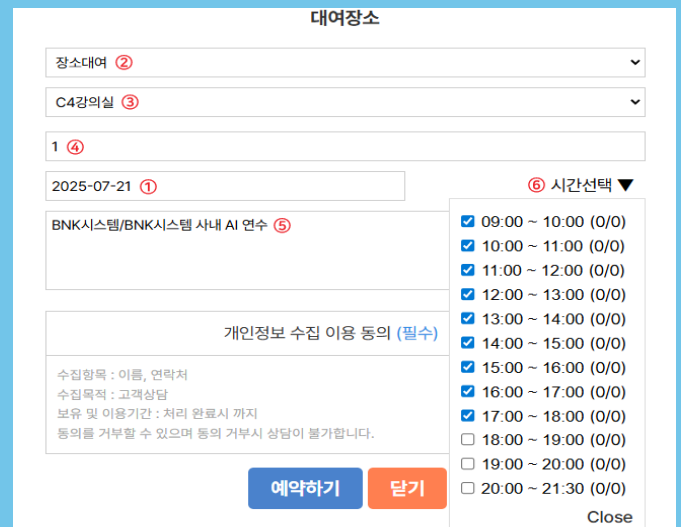 대여장소
장소대여 ②
C4강의실 ③
1 ④
2025-07-21 ①
⑥ 시간선택 ▼
BNK시스템/BNK시스템 사내 AI 연수 ⑤
09:00 ~ 10:00 (0/0)
10:00 ~ 11:00 (0/0)
11:00 ~ 12:00 (0/0)
12:00 ~ 13:00 (0/0)
13:00 ~ 14:00 (0/0)
14:00 ~ 15:00 (0/0)
15:00 ~ 16:00 (0/0)
16:00 ~ 17:00 (0/0)
17:00 ~ 18:00 (0/0)
18:00 ~ 19:00 (0/0)
19:00 ~ 20:00 (0/0)
20:00 ~ 21:30 (0/0)
Close
개인정보 수집 이용 동의 (필수)
수집항목 : 이름, 연락처
수집목적 : 고객상담
보유 및 이용기간 : 처리 완료시 까지
동의를 거부할 수 있으며 동의 거부시 상담이 불가합니다.
예약하기 닫기